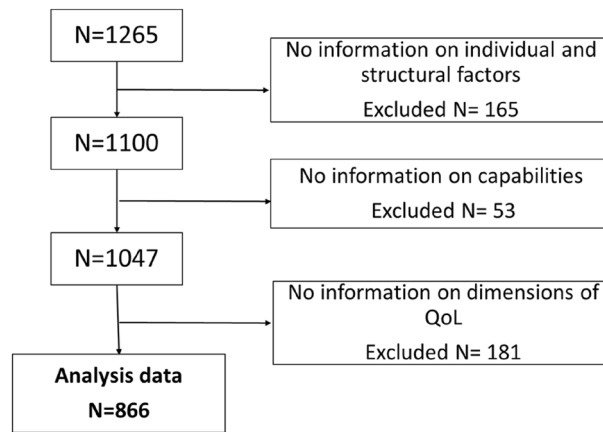 N=1265
No information on individual and
structural factors
Excluded N= 165
N=1100
No information on capabilities
Excluded N= 53
N=1047
No information on dimensions of
QoL
Excluded N= 181
Analysis data
N=866